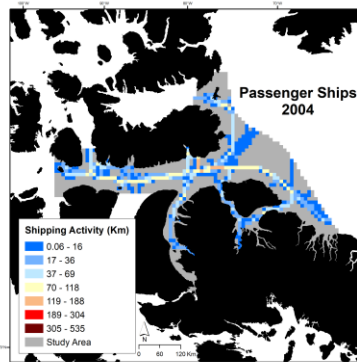 Passenger Ships
2004
Shipping Activity (Km)
0.06 - 16
17 - 36
37 - 69
70 - 118
119 - 188
189 - 304
305 - 535
Study Area
N
0 60 120 Km